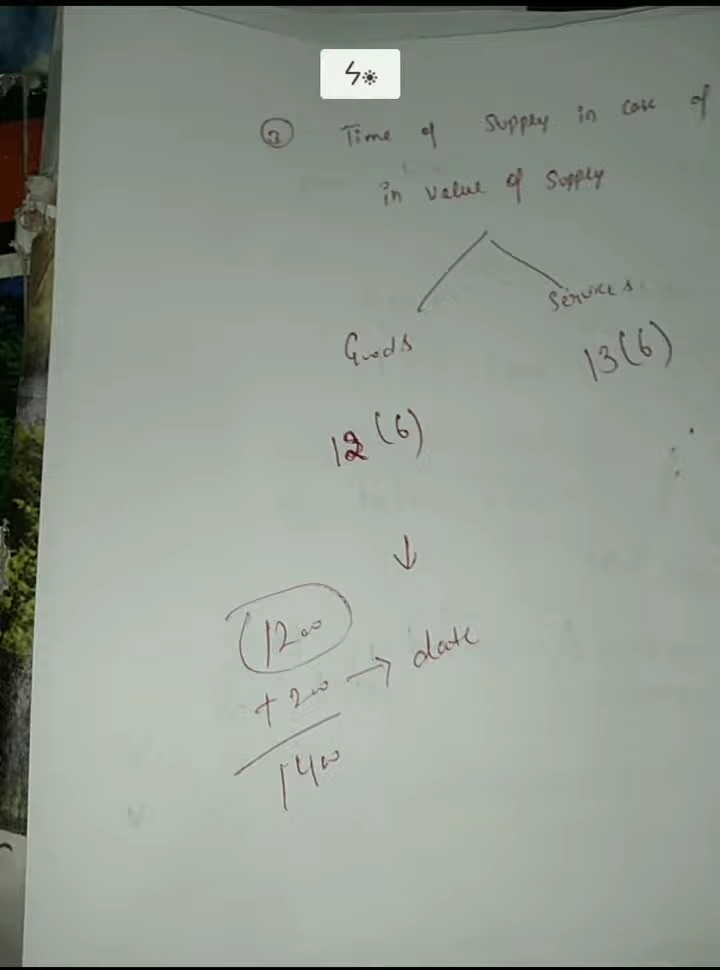 ③ Time of Supply in case of
in value of Supply
Goods
Services
12(6)
13(6)
↓
1200
+ 200 → date
1400